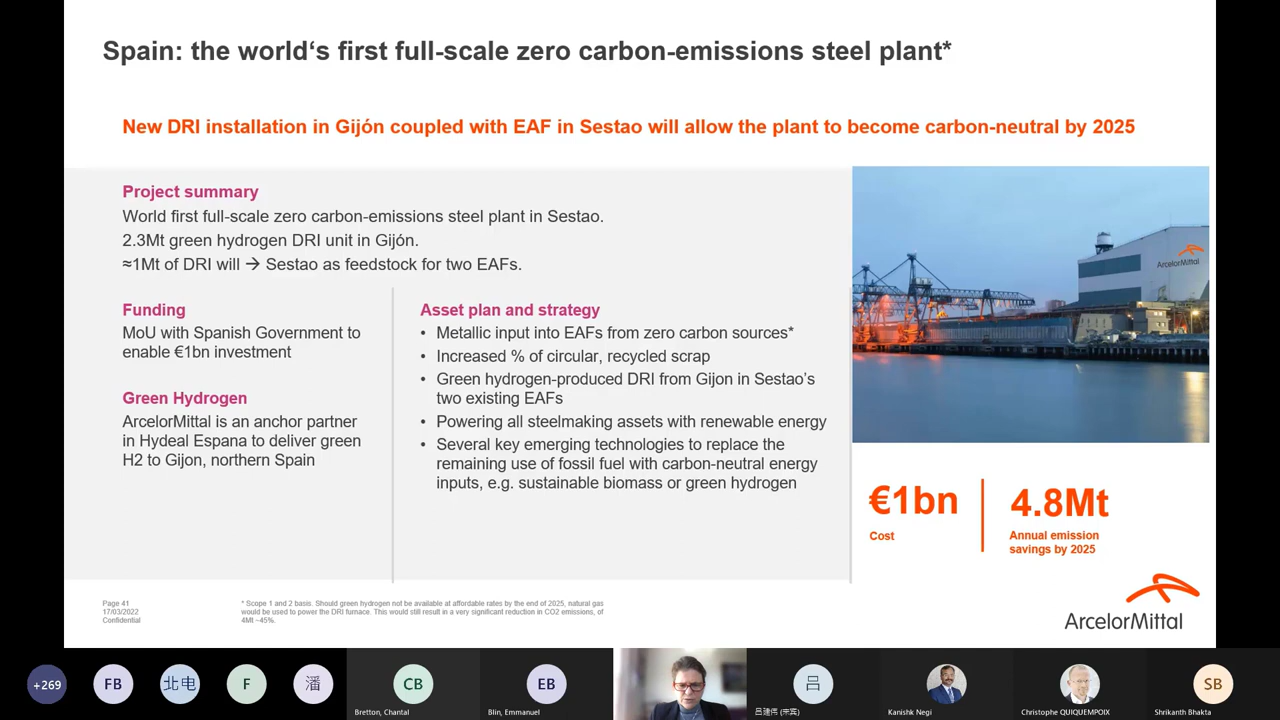 Spain: the world‘s first full-scale zero carbon-emissions steel plant*
New DRI installation in Gijón coupled with EAF in Sestao will allow the plant to become carbon-neutral by 2025
Project summary
World first full-scale zero carbon-emissions steel plant in Sestao.
2.3Mt green hydrogen DRI unit in Gijón.
≈1Mt of DRI will → Sestao as feedstock for two EAFs.
Funding
MoU with Spanish Government to
enable €1bn investment
Green Hydrogen
ArcelorMittal is an anchor partner
in Hydeal Espana to deliver green
H2 to Gijon, northern Spain
Asset plan and strategy
• Metallic input into EAFs from zero carbon sources*
• Increased % of circular, recycled scrap
• Green hydrogen-produced DRI from Gijon in Sestao’s
two existing EAFs
• Powering all steelmaking assets with renewable energy
• Several key emerging technologies to replace the
remaining use of fossil fuel with carbon-neutral energy
inputs, e.g. sustainable biomass or green hydrogen
ArcelorMittal
€1bn
Cost
4.8Mt
Annual emission
savings by 2025
Page 41
17/03/2022
Confidential
* Scope 1 and 2 basis. Should green hydrogen not be available at affordable rates by the end of 2025, natural gas
would be used to power the DRI furnace. This would still result in a very significant reduction in CO2 emissions, of
4Mt ~45%.
ArcelorMittal
+269
FB
北电
F
潘
CB
Bretton, Chantal
EB
Blin, Emmanuel
吕
Kanishk Negi
Christophe QUIQUEMPOIX
SB
Shrikanth Bhakta